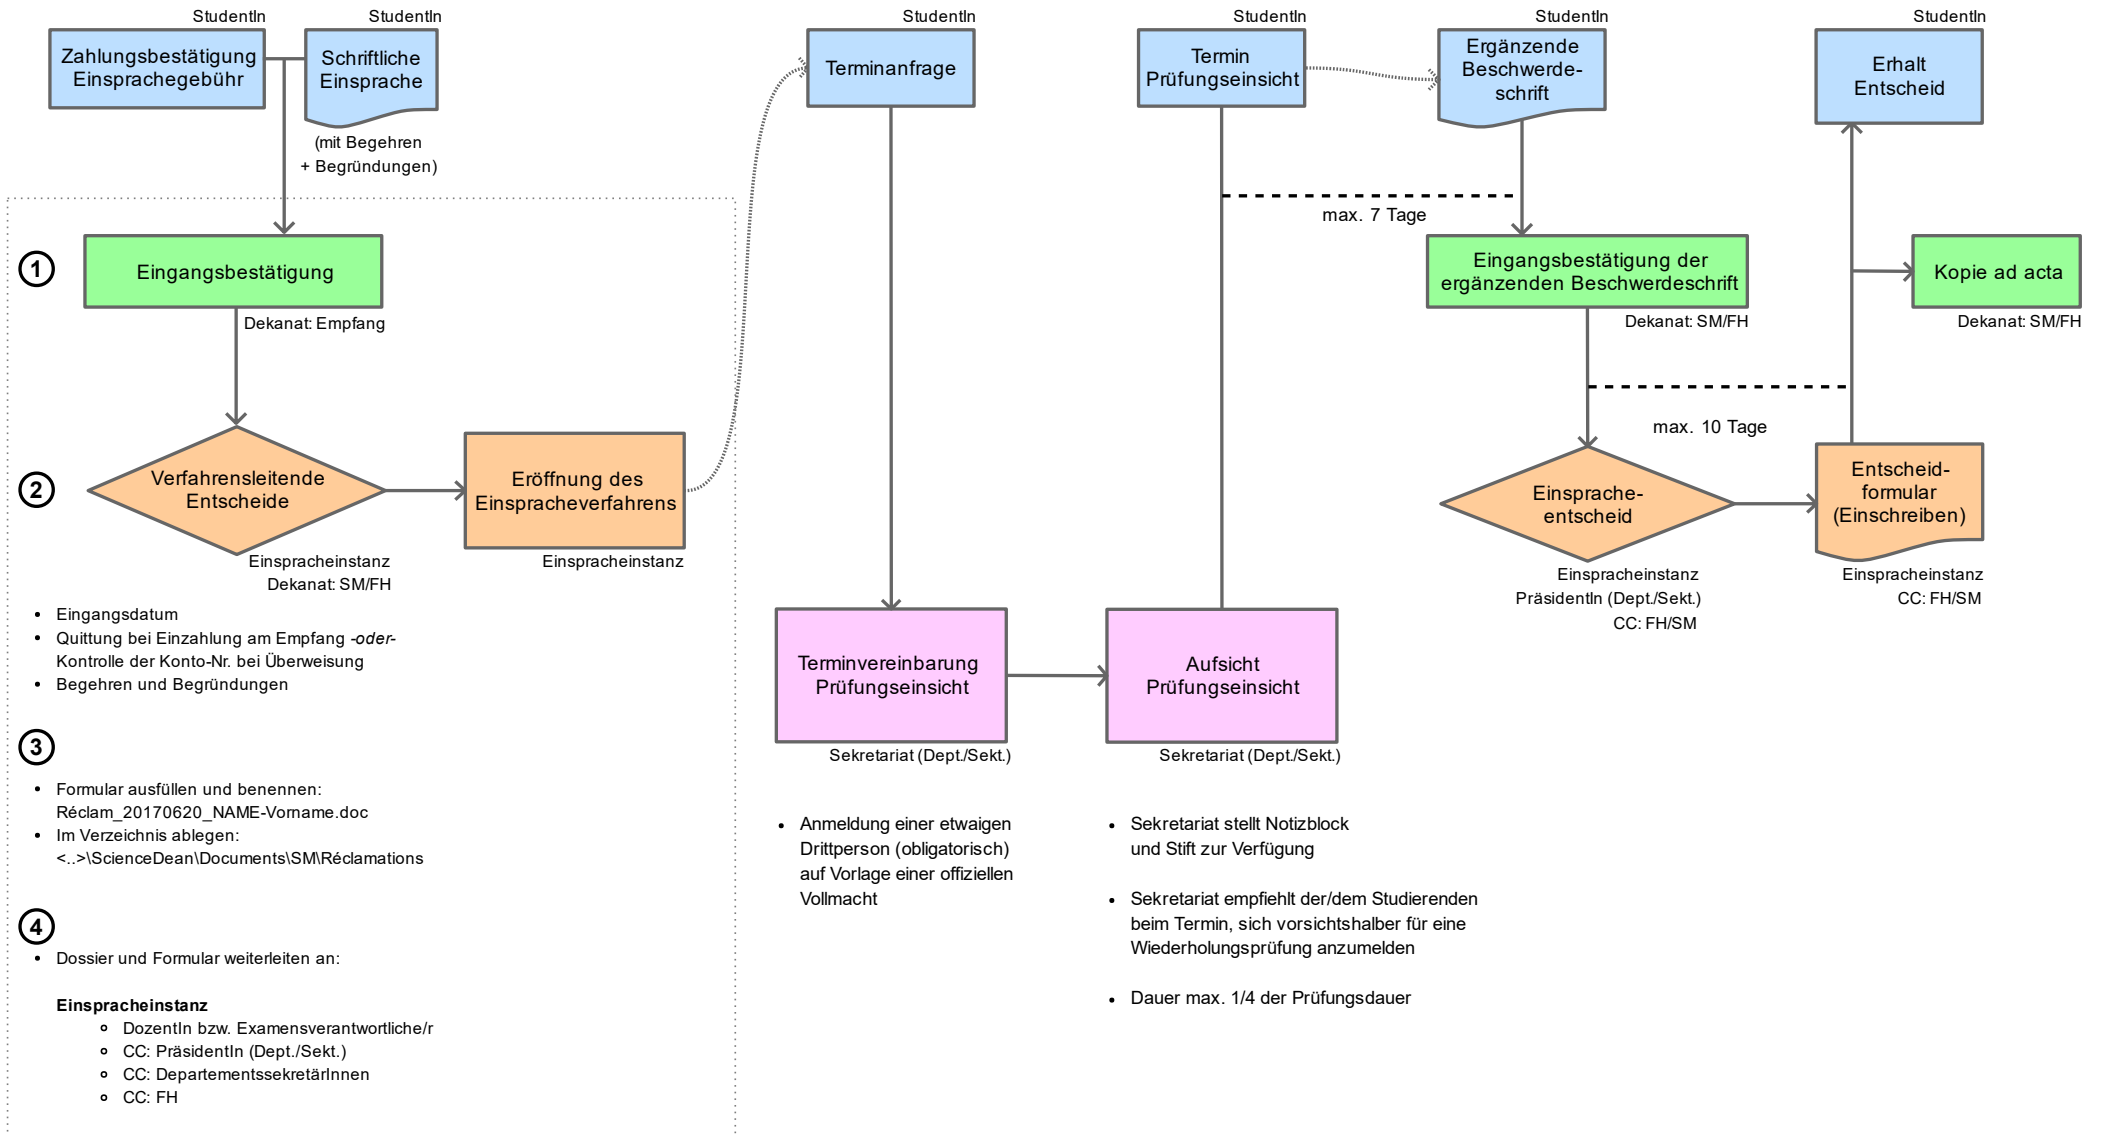 StudentIn
Zahlungsbestätigung
Einsprachegebühr
StudentIn
Schriftliche
Einsprache
(mit Begehren
+ Begründungen)
StudentIn
Terminanfrage
StudentIn
Termin
Prüfungseinsicht
StudentIn
Ergänzende
Beschwerde-
schrift
StudentIn
Erhalt
Entscheid
max. 7 Tage
1
Eingangsbestätigung
Dekanat: Empfang
Eingangsbestätigung der
ergänzenden Beschwerdeschrift
Dekanat: SM/FH
Kopie ad acta
Dekanat: SM/FH
max. 10 Tage
2
Verfahrensleitende
Entscheide
Einspracheinstanz
Dekanat: SM/FH
Eröffnung des
Einspracheverfahrens
Einspracheinstanz
Einsprache-
entscheid
Einspracheinstanz
PräsidentIn (Dept./Sekt.)
CC: FH/SM
Entscheid-
formular
(Einschreiben)
Einspracheinstanz
CC: FH/SM
• Eingangsdatum
• Quittung bei Einzahlung am Empfang -oder-
Kontrolle der Konto-Nr. bei Überweisung
• Begehren und Begründungen
Terminvereinbarung
Prüfungseinsicht
Sekretariat (Dept./Sekt.)
Aufsicht
Prüfungseinsicht
Sekretariat (Dept./Sekt.)
3
• Formular ausfüllen und benennen:
Réclam_20170620_NAME-Vorname.doc
• Im Verzeichnis ablegen:
<..>\ScienceDean\Documents\SM\Réclamations
• Anmeldung einer etwaigen
Drittperson (obligatorisch)
auf Vorlage einer offiziellen
Vollmacht
• Sekretariat stellt Notizblock
und Stift zur Verfügung
• Sekretariat empfiehlt der/dem Studierenden
beim Termin, sich vorsichtshalber für eine
Wiederholungsprüfung anzumelden
• Dauer max. 1/4 der Prüfungsdauer
4
• Dossier und Formular weiterleiten an:
Einspracheinstanz
DozentIn bzw. Examensverantwortliche/r
CC: PräsidentIn (Dept./Sekt.)
CC: DepartementssekretärInnen
CC: FH